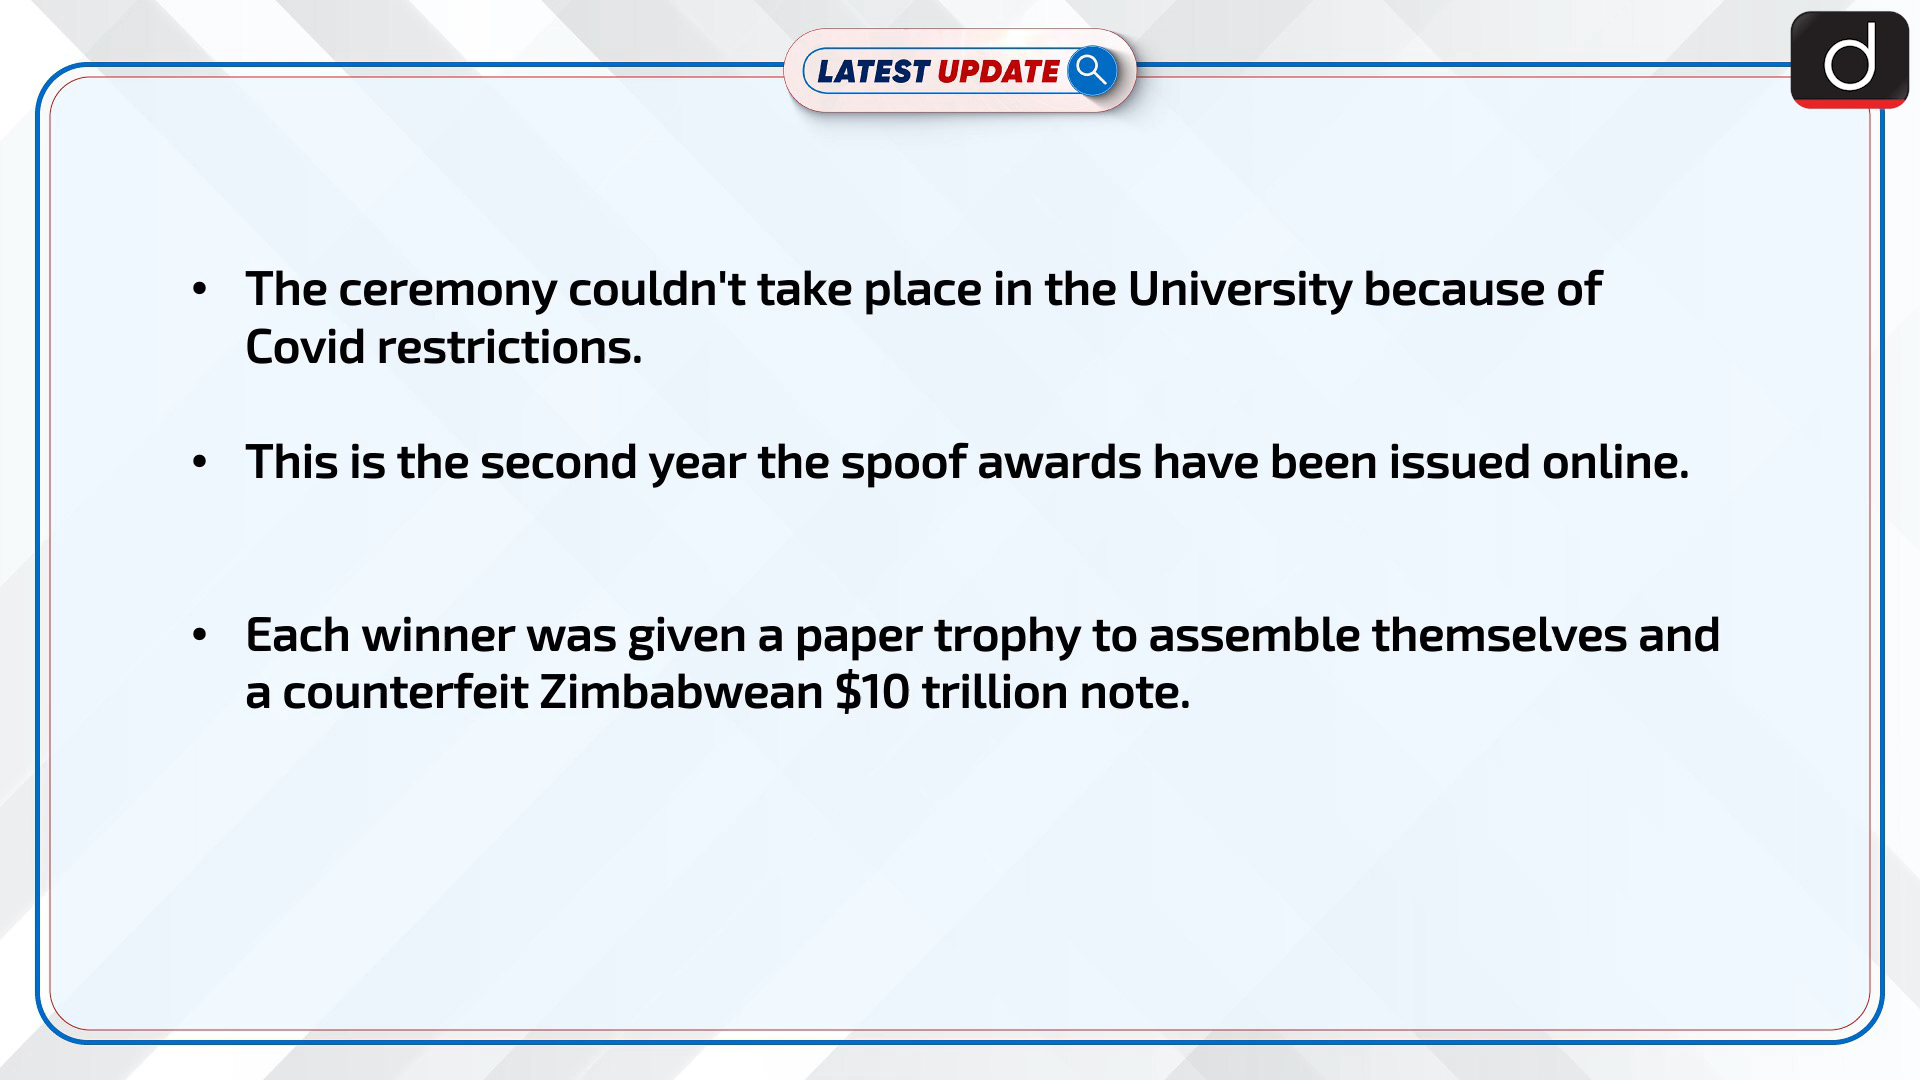 LATEST UPDATE
d
• The ceremony couldn't take place in the University because of
Covid restrictions.
• This is the second year the spoof awards have been issued online.
• Each winner was given a paper trophy to assemble themselves and
a counterfeit Zimbabwean $10 trillion note.